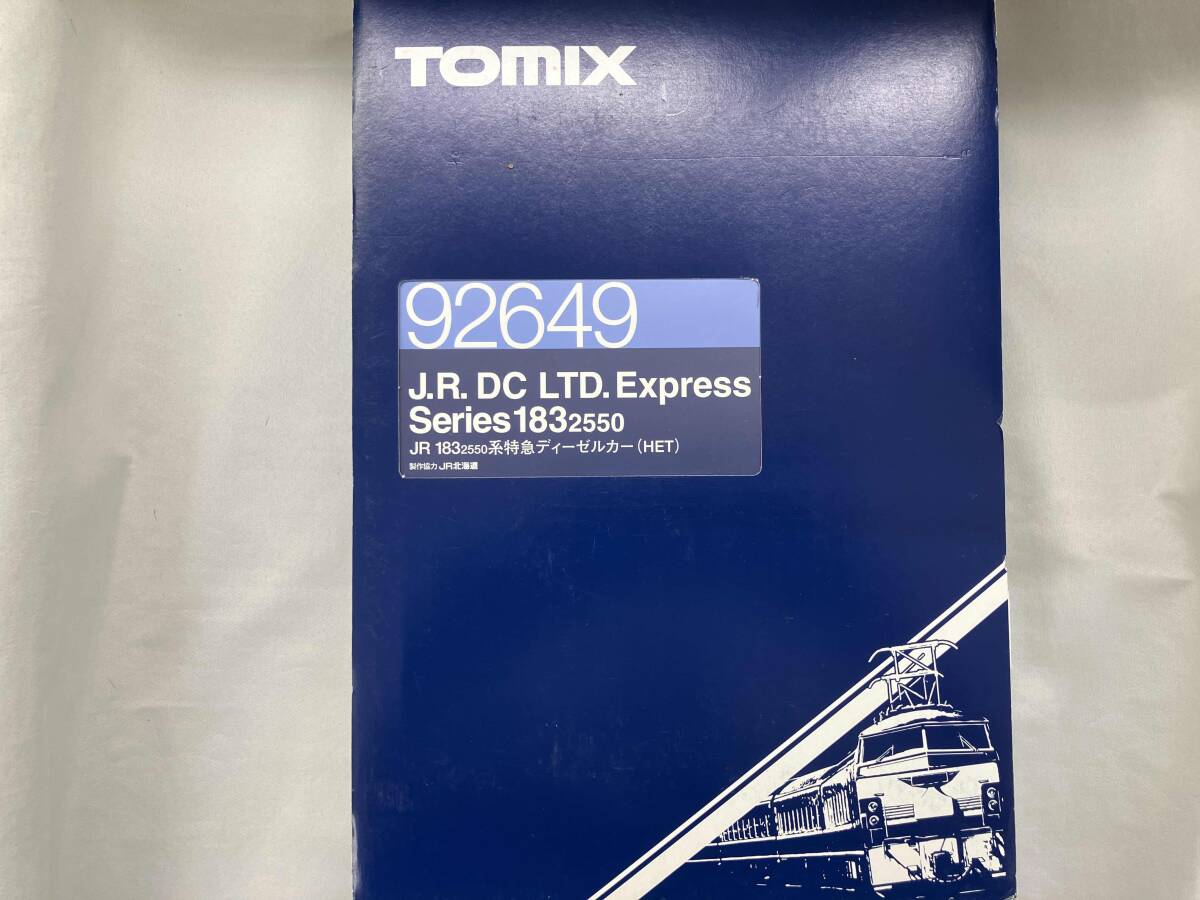 TOMIX
92649
J.R. DC LTD. Express
Series 183 2550
JR 183 2550系特急ディーゼルカー(HET)
製作協力 JR北海道